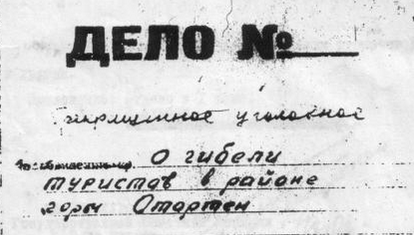 ДЕЛО №
уголовное
О гибели
туристов в районе
горы Отортен